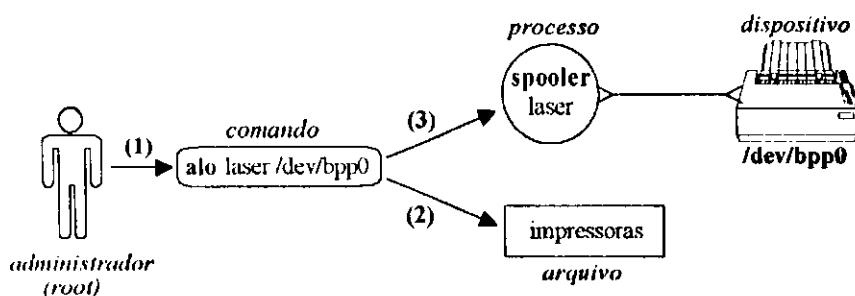 processo
dispositivo
spooler
laser
/dev/bpp0
comando
(1)
alo laser /dev/bpp0
(3)
(2)
impressoras
arquivo
administrador
(root)